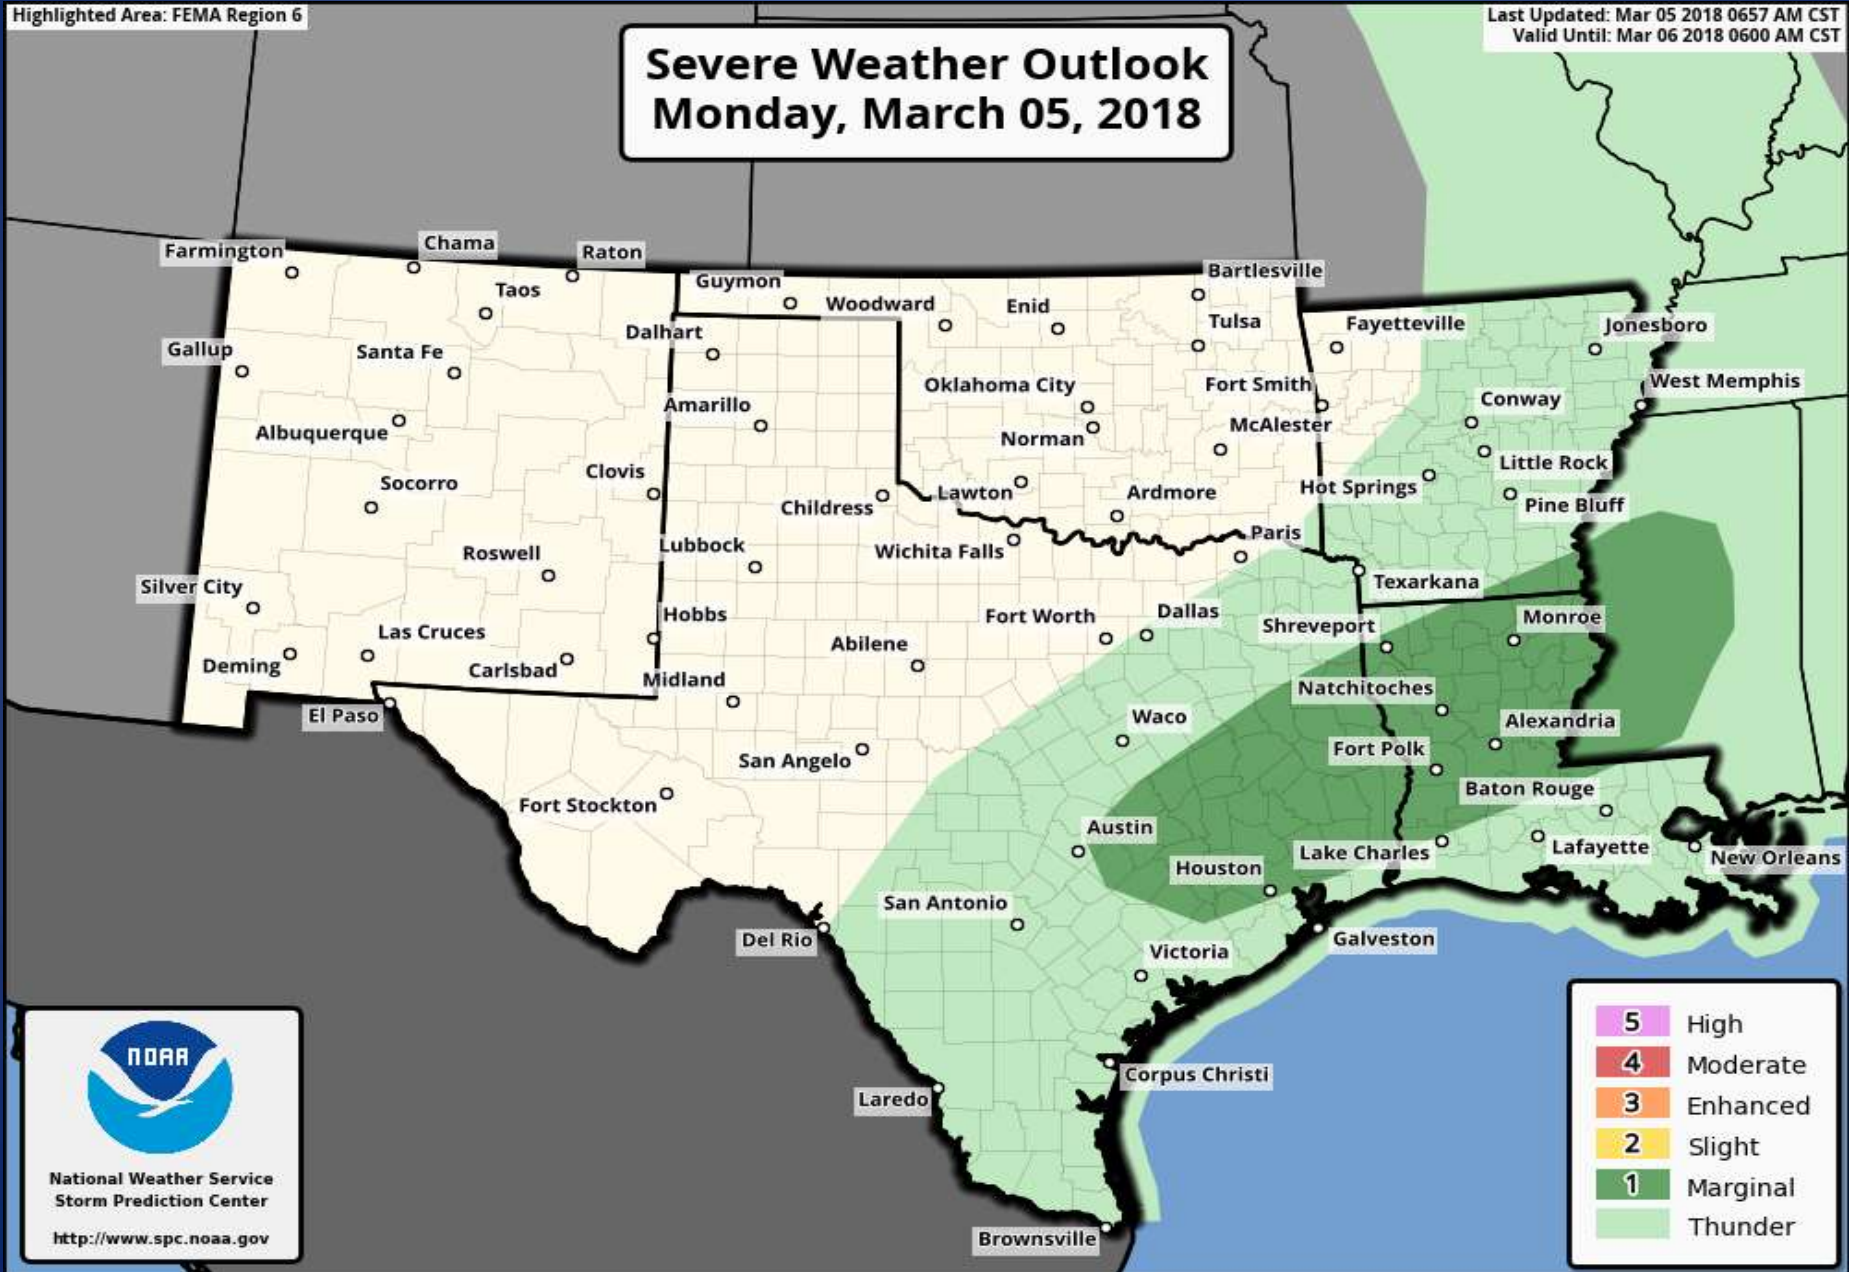 Highlighted Area: FEMA Region 6
Last Updated: Mar 05 2018 0657 AM CST
Valid Until: Mar 06 2018 0600 AM CST
Severe Weather Outlook
Monday, March 05, 2018
Farmington
Chama
Raton
Taos
Guymon
Woodward
Enid
Bartlesville
Tulsa
Fayetteville
Jonesboro
Gallup
Santa Fe
Dalhart
Oklahoma City
Fort Smith
West Memphis
Albuquerque
Amarillo
Norman
McAlester
Conway
Socorro
Clovis
Childress
Lawton
Ardmore
Hot Springs
Little Rock
Pine Bluff
Roswell
Lubbock
Wichita Falls
Paris
Texarkana
Silver City
Las Cruces
Hobbs
Abilene
Fort Worth
Dallas
Shreveport
Monroe
Deming
Carlsbad
Midland
Natchitoches
El Paso
San Angelo
Waco
Fort Polk
Alexandria
Fort Stockton
Baton Rouge
Austin
Houston
Lake Charles
Lafayette
New Orleans
San Antonio
Del Rio
Victoria
Galveston
Corpus Christi
Laredo
Brownsville
NOAA
National Weather Service
Storm Prediction Center
http://www.spc.noaa.gov
5 High
4 Moderate
3 Enhanced
2 Slight
1 Marginal
Thunder